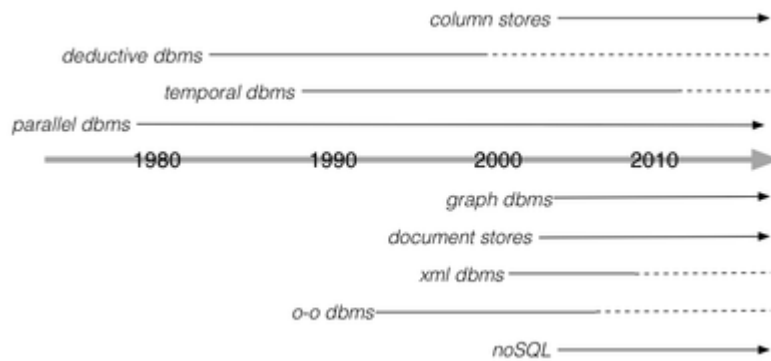 column stores
deductive dbms
temporal dbms
parallel dbms
1980 1990 2000 2010
graph dbms
document stores
xml dbms
o-o dbms
noSQL